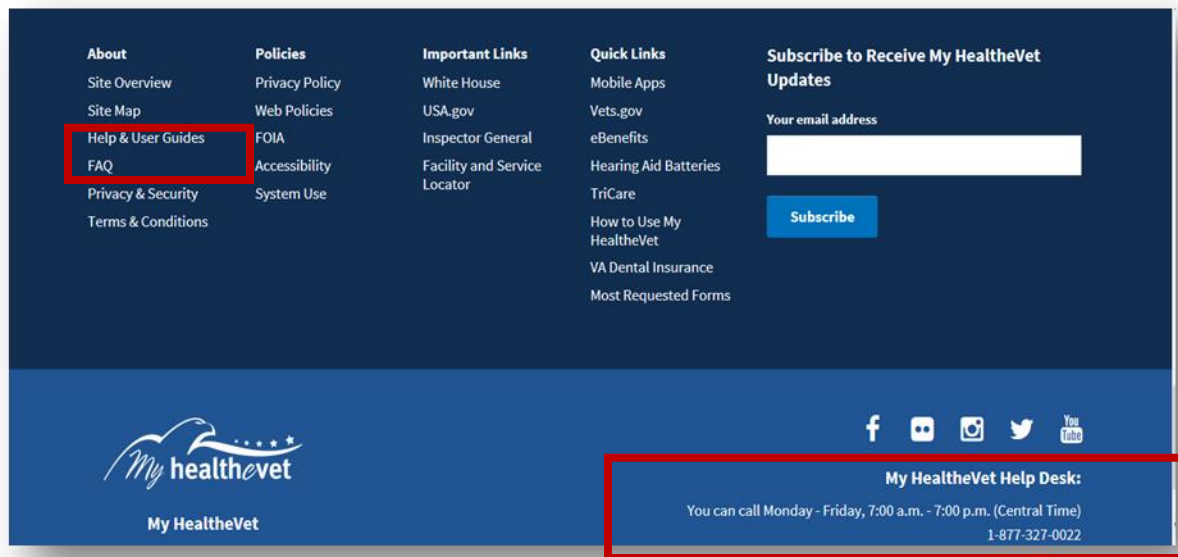 About
Site Overview
Site Map
Help & User Guides
FAQ
Privacy & Security
Terms & Conditions
Policies
Privacy Policy
Web Policies
FOIA
Accessibility
System Use
Important Links
White House
USA.gov
Inspector General
Facility and Service
Locator
Quick Links
Mobile Apps
Vets.gov
eBenefits
Hearing Aid Batteries
TriCare
How to Use My
HealtheVet
VA Dental Insurance
Most Requested Forms
Subscribe to Receive My HealtheVet
Updates
Your email address
Subscribe
My healthevet
My HealtheVet
You
Tube
My HealtheVet Help Desk:
You can call Monday - Friday, 7:00 a.m. - 7:00 p.m. (Central Time)
1-877-327-0022